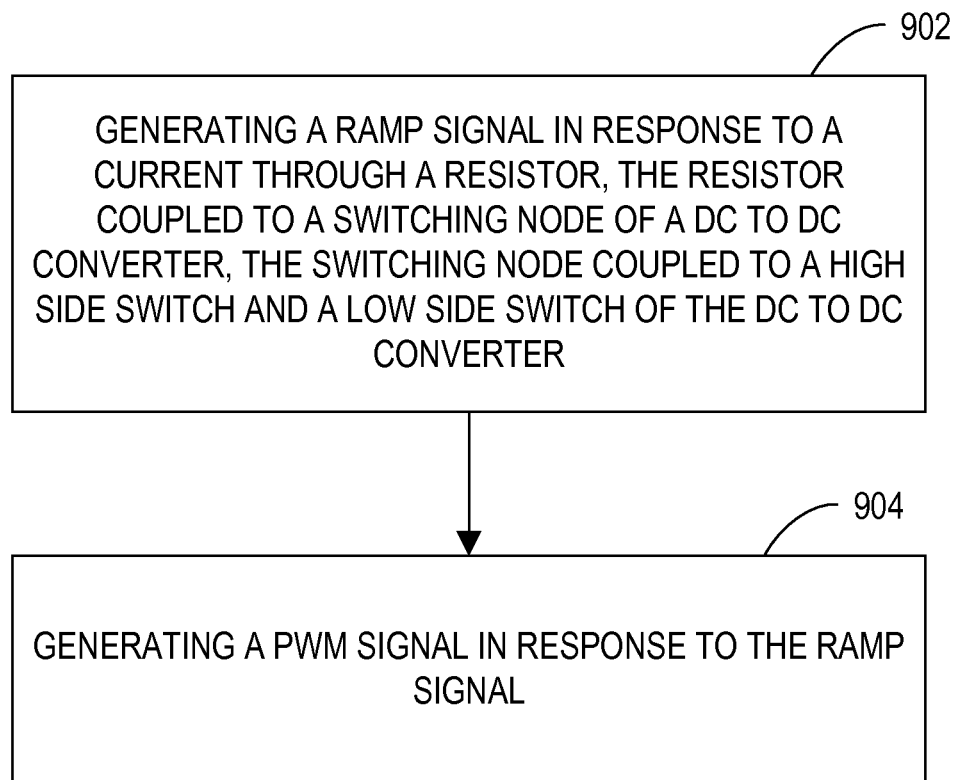 902
GENERATING A RAMP SIGNAL IN RESPONSE TO A
CURRENT THROUGH A RESISTOR, THE RESISTOR
COUPLED TO A SWITCHING NODE OF A DC TO DC
CONVERTER, THE SWITCHING NODE COUPLED TO A HIGH
SIDE SWITCH AND A LOW SIDE SWITCH OF THE DC TO DC
CONVERTER
904
GENERATING A PWM SIGNAL IN RESPONSE TO THE RAMP
SIGNAL